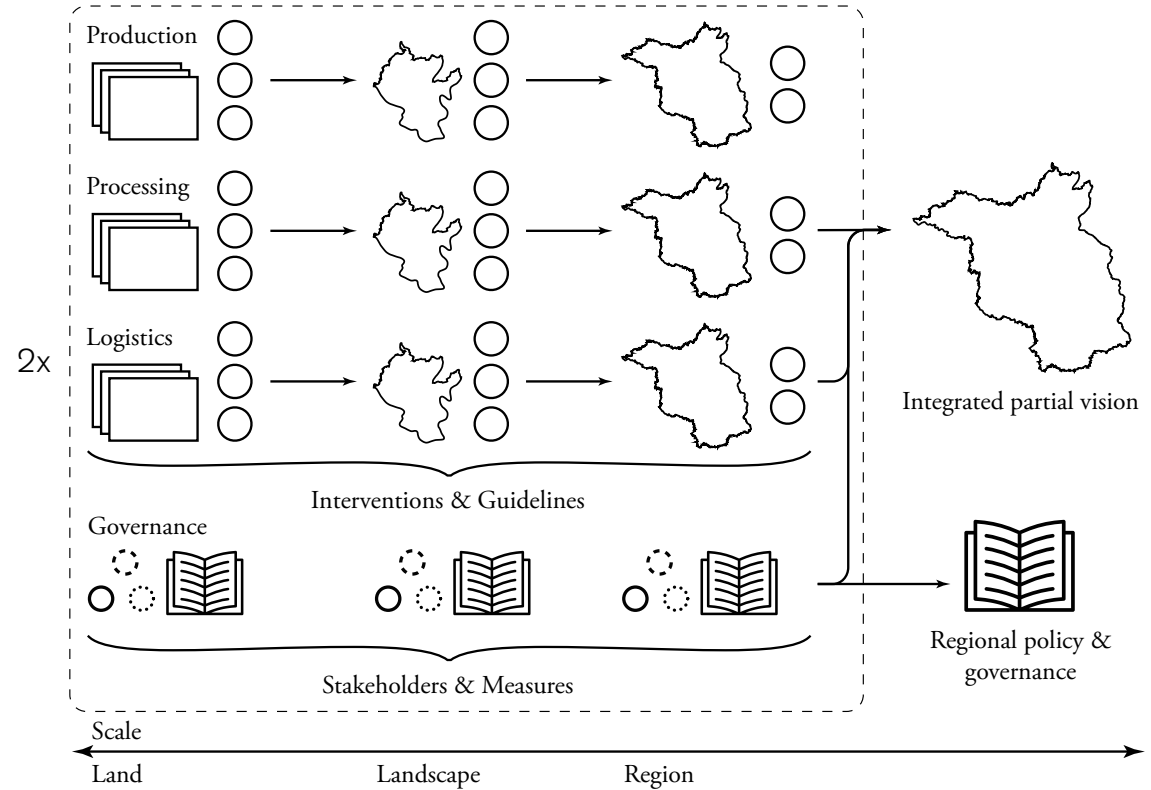 Production
Processing
Logistics
2x
Integrated partial vision
Interventions & Guidelines
Governance
Regional policy &
governance
Stakeholders & Measures
Scale
Land
Landscape
Region